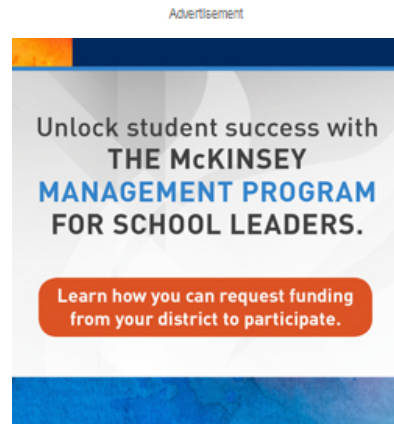 Advertisement
Unlock student success with
THE McKINSEY
MANAGEMENT PROGRAM
FOR SCHOOL LEADERS.
Learn how you can request funding
from your district to participate.